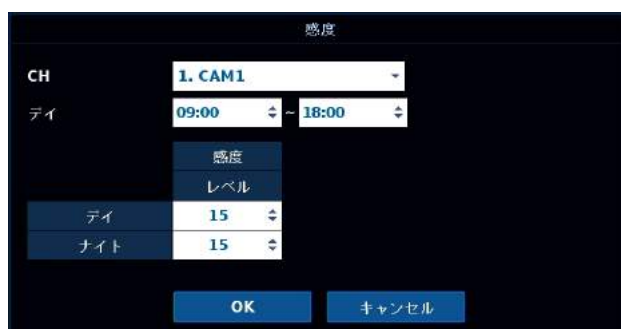 感度
CH 1. CAM1
デイ 09:00 ~ 18:00
感度
レベル
デイ 15
ナイト 15
OK キャンセル